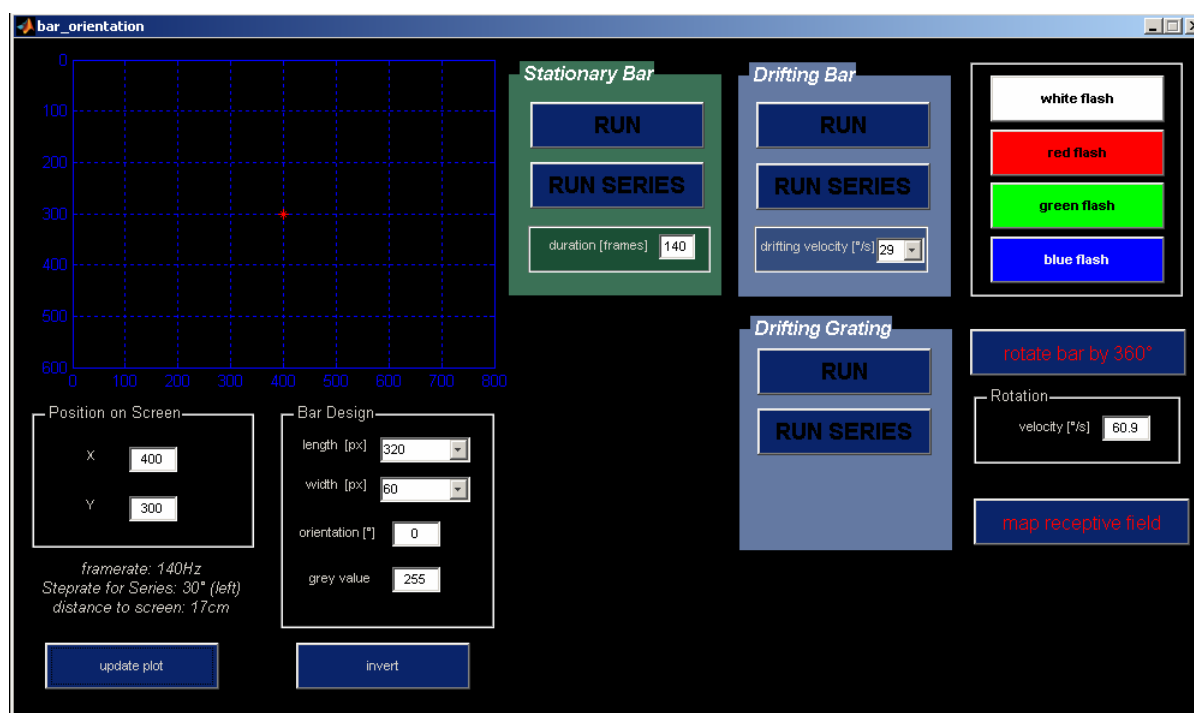 bar_orientation
0
100
200
300
400
500
600
0 100 200 300 400 500 600 700 800
Stationary Bar
RUN
RUN SERIES
duration [frames] 140
Drifting Bar
RUN
RUN SERIES
drifting velocity [°/s] 29
white flash
red flash
green flash
blue flash
Drifting Grating
RUN
RUN SERIES
rotate bar by 360°
Rotation
velocity [°/s] 60.9
map receptive field
Position on Screen
X 400
Y 300
Bar Design
length [px] 320
width [px] 60
orientation [°] 0
grey value 255
framerate: 140Hz
Steprate for Series: 30° (left)
distance to screen: 17cm
update plot
invert